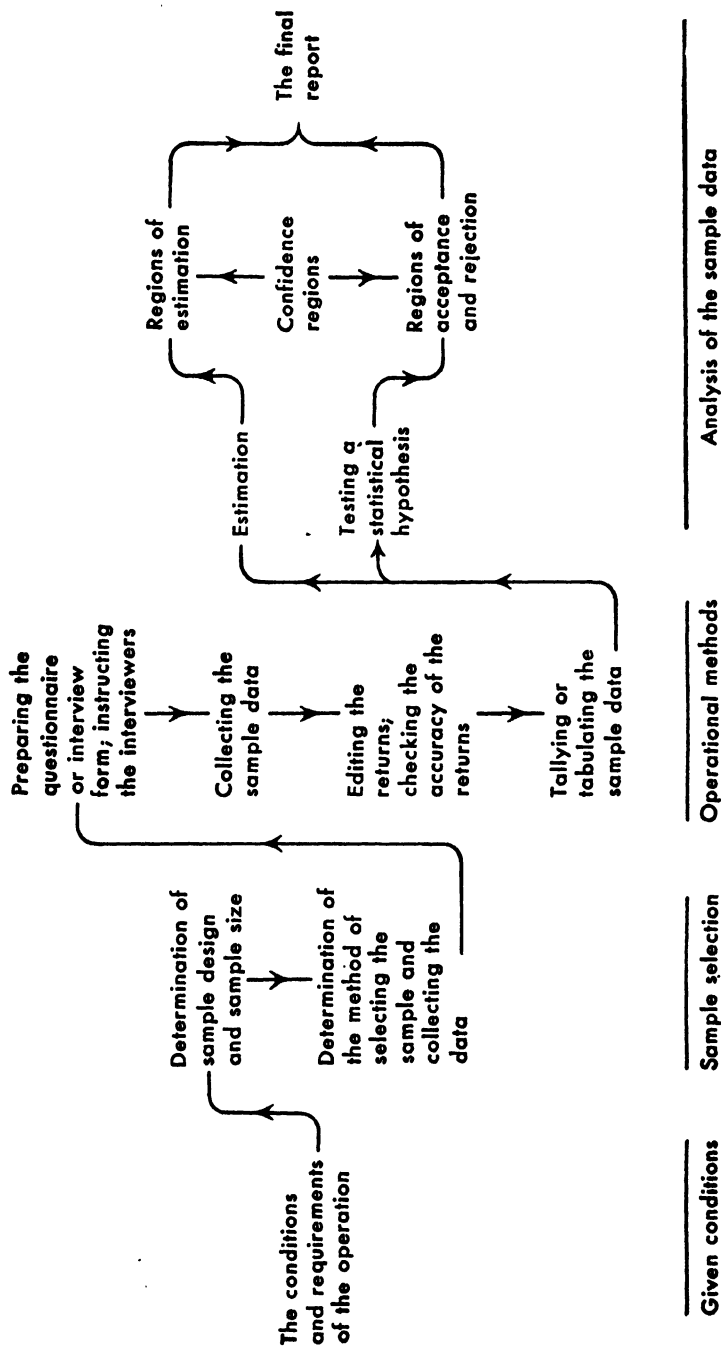 The conditions
and requirements
of the operation
Determination of
sample design
and sample size
Determination of
the method of
selecting the
sample and
collecting the
data
Preparing the
questionnaire
or interview
form; instructing
the interviewers
Collecting the
sample data
Editing the
returns;
checking the
accuracy of the
returns
Tallying or
tabulating the
sample data
Estimation
Testing a
statistical
hypothesis
Regions of
estimation
Confidence
regions
Regions of
acceptance
and rejection
The final
report
Given conditions
Sample selection
Operational methods
Analysis of the sample data